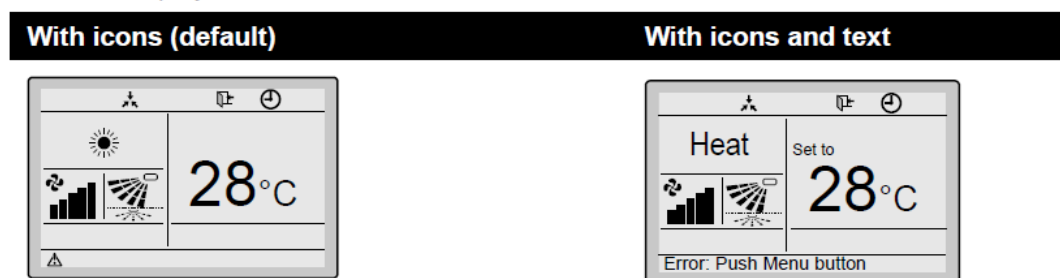 With icons (default)
With icons and text
28°C
Heat
Set to
28°C
Error: Push Menu button